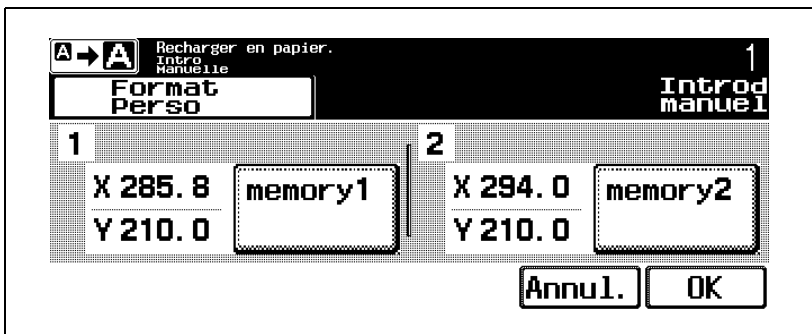 A→A
Recharger en papier.
Intro
Manuelle
1
Format
Perso
Introd
manuel
1
X 285. 8
Y 210. 0
memory1
2
X 294. 0
Y 210. 0
memory2
Annul.
OK